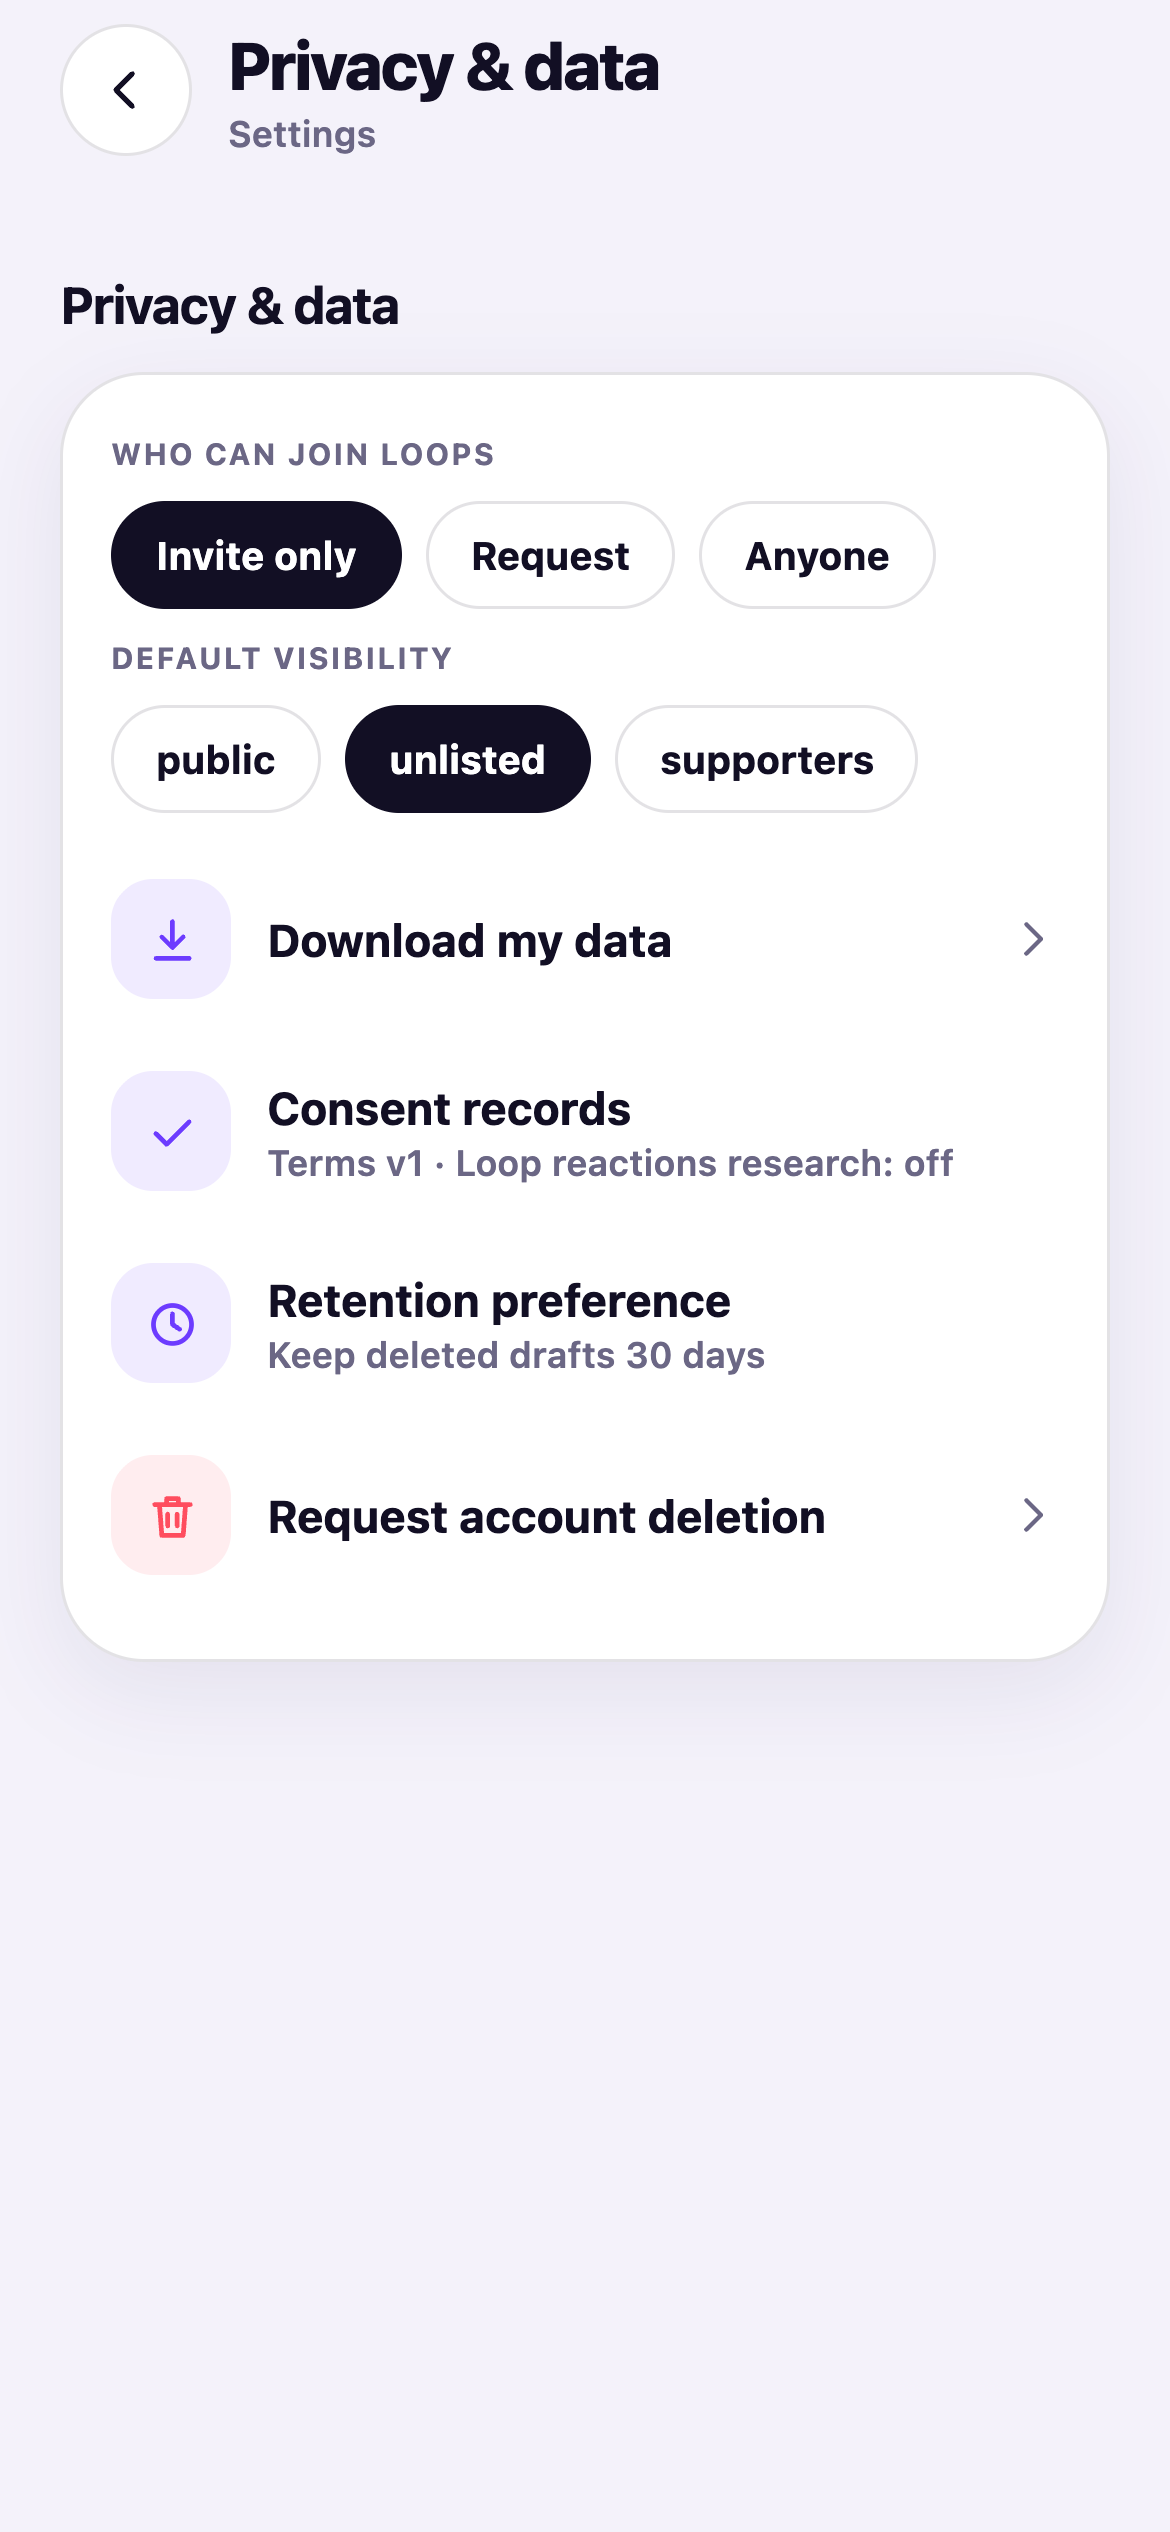 Privacy & data
Settings
Privacy & data
WHO CAN JOIN LOOPS
Invite only Request Anyone
DEFAULT VISIBILITY
public unlisted supporters
Download my data
Consent records
Terms v1 · Loop reactions research: off
Retention preference
Keep deleted drafts 30 days
Request account deletion